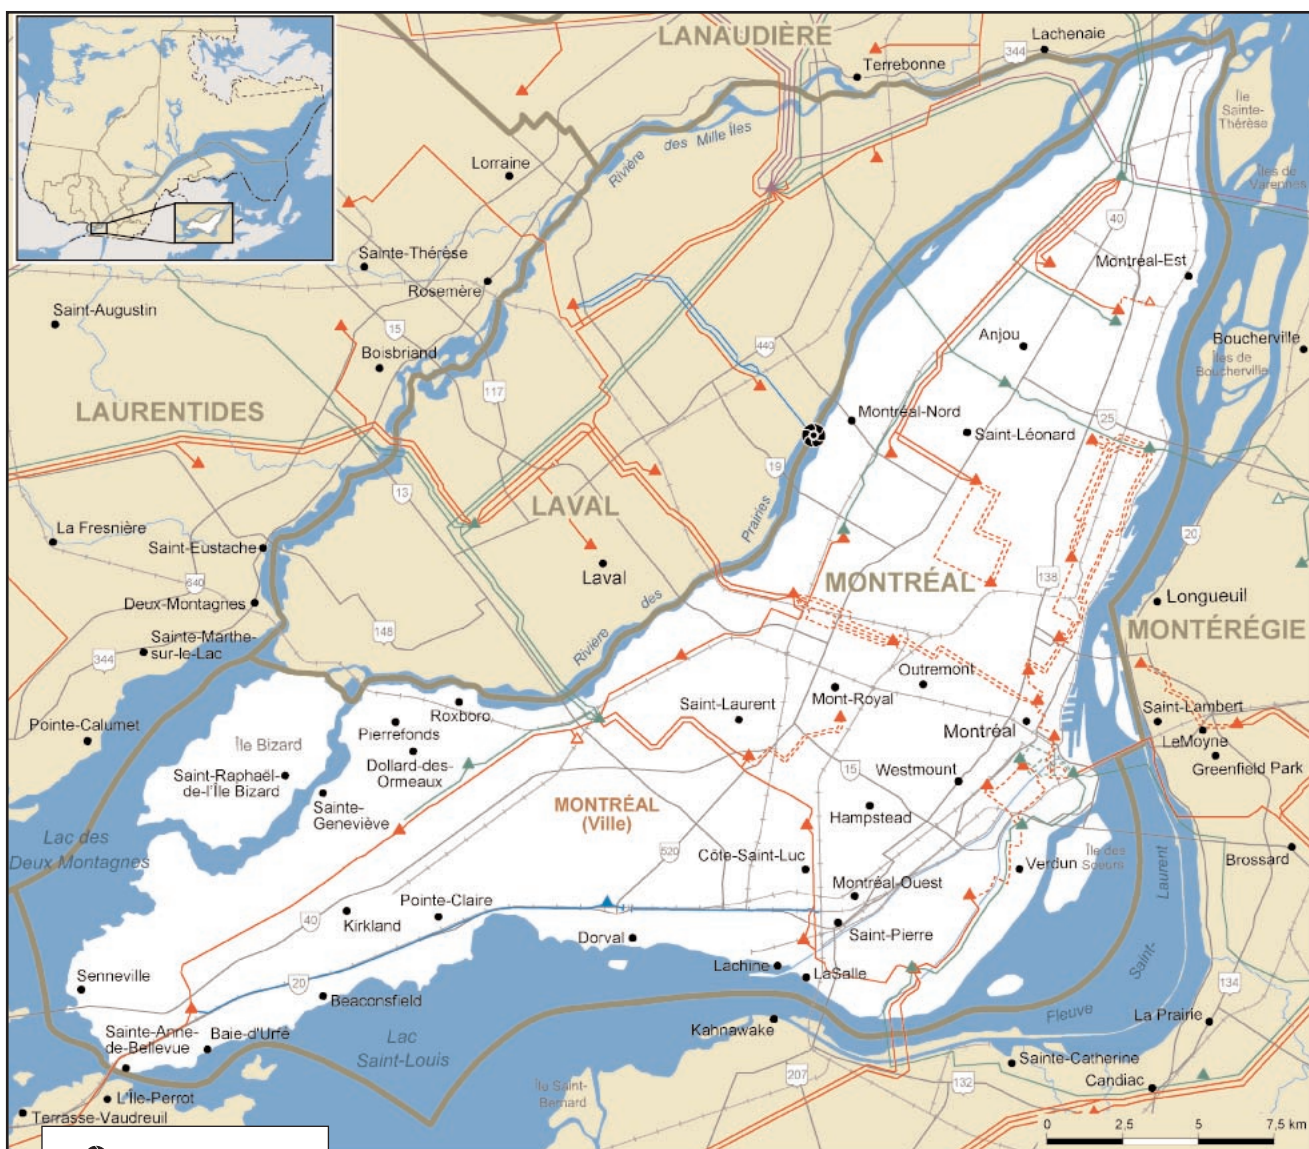 LANAUDIÈRE
344
Lachenaie
Terrebonne
Île
Sainte-
Thérèse
Rivière
des Mille Îles
Lorraine
Îles de
Varennes
40
Sainte-Thérèse
Rosemère
Montréal-Est
Saint-Augustin
15
Boisbriand
440
Anjou
Boucherville
Îles de
Boucherville
117
LAURENTIDES
Montréal-Nord
25
Saint-Léonard
13
19
LAVAL
La Fresnière
Saint-Eustache
Prairies
20
Laval
640
Deux-Montagnes
MONTRÉAL
138
Longueuil
148
des
MONTÉRÉGIE
Sainte-Marthe-
sur-le-Lac
344
Rivière
Outremont
Roxboro
Saint-Laurent
Mont-Royal
Pointe-Calumet
Pierrefonds
Montréal
Saint-Lambert
LeMoyne
Île Bizard
Dollard-des-
Ormeaux
Greenfield Park
Saint-Raphaël-
de-l'Île Bizard
15
Westmount
Sainte-
Geneviève
MONTRÉAL
(Ville)
Hampstead
Lac des
Deux Montagnes
520
Côte-Saint-Luc
Île des
Soeurs
Verdun
Brossard
Laurent
Montréal-Ouest
40
Kirkland
Pointe-Claire
Dorval
Saint-Pierre
Saint-
Senneville
20
Lachine
LaSalle
134
Beaconsfield
Fleuve
La Prairie
Sainte-Anne-
de-Bellevue
Baie-d'Urfé
Lac
Saint-Louis
Kahnawake
Sainte-Catherine
207
132
Candiac
L'Île-Perrot
Île Saint-
Bernard
Terrasse-Vaudreuil
0 2,5 5 7,5 km